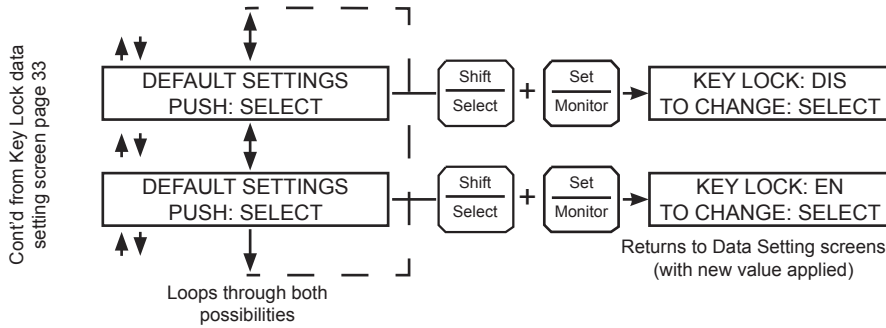 Cont'd from Key Lock data
setting screen page 33
DEFAULT SETTINGS
PUSH: SELECT
Shift
Select
+
Set
Monitor
KEY LOCK: DIS
TO CHANGE: SELECT
DEFAULT SETTINGS
PUSH: SELECT
Shift
Select
+
Set
Monitor
KEY LOCK: EN
TO CHANGE: SELECT
Returns to Data Setting screens
(with new value applied)
Loops through both
possibilities